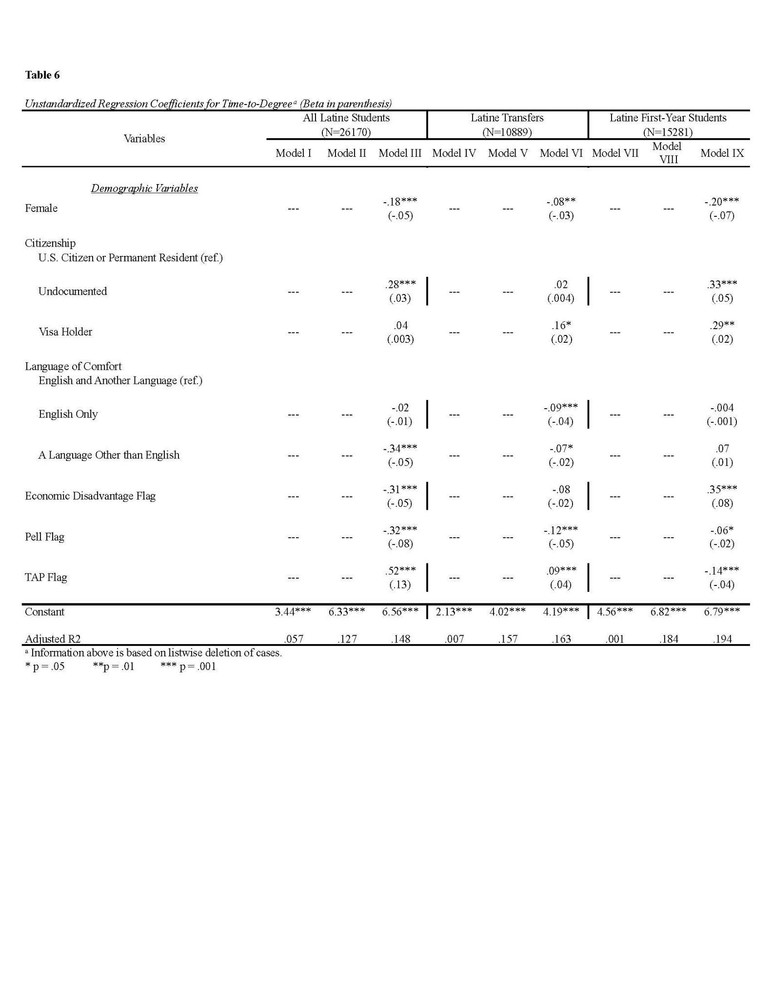 Table 6
Unstandardized Regression Coefficients for Time-to-Degree ᵃ (Beta in parenthesis)
Variables All Latine Students (N=26170) Latine Transfers (N=10889) Latine First-Year Students (N=15281)
Model I Model II Model III Model IV Model V Model VI Model VII Model VIII Model IX
Demographic Variables
Female --- --- -.18*** (-.05) --- --- -.08** (-.03) --- --- -.20*** (-.07)
Citizenship
U.S. Citizen or Permanent Resident (ref.)
Undocumented --- --- .28*** (.03) --- --- .02 (.004) --- --- .33*** (.05)
Visa Holder --- --- .04 (.003) --- --- .16* (.02) --- --- .29** (.02)
Language of Comfort
English and Another Language (ref.)
English Only --- --- -.02 (-.01) --- --- -.09*** (-.04) --- --- -.004 (-.001)
A Language Other than English --- --- -.34*** (-.05) --- --- -.07* (-.02) --- --- .07 (.01)
Economic Disadvantage Flag --- --- -.31*** (-.05) --- --- -.08 (-.02) --- --- .35*** (.08)
Pell Flag --- --- -.32*** (-.08) --- --- -.12*** (-.05) --- --- -.06* (-.02)
TAP Flag --- --- .52*** (.13) --- --- .09*** (.04) --- --- -.14*** (-.04)
Constant 3.44*** 6.33*** 6.56*** 2.13*** 4.02*** 4.19*** 4.56*** 6.82*** 6.79***
Adjusted R2 .057 .127 .148 .007 .157 .163 .001 .184 .194
ᵃ Information above is based on listwise deletion of cases.
* p = .05 **p = .01 *** p = .001